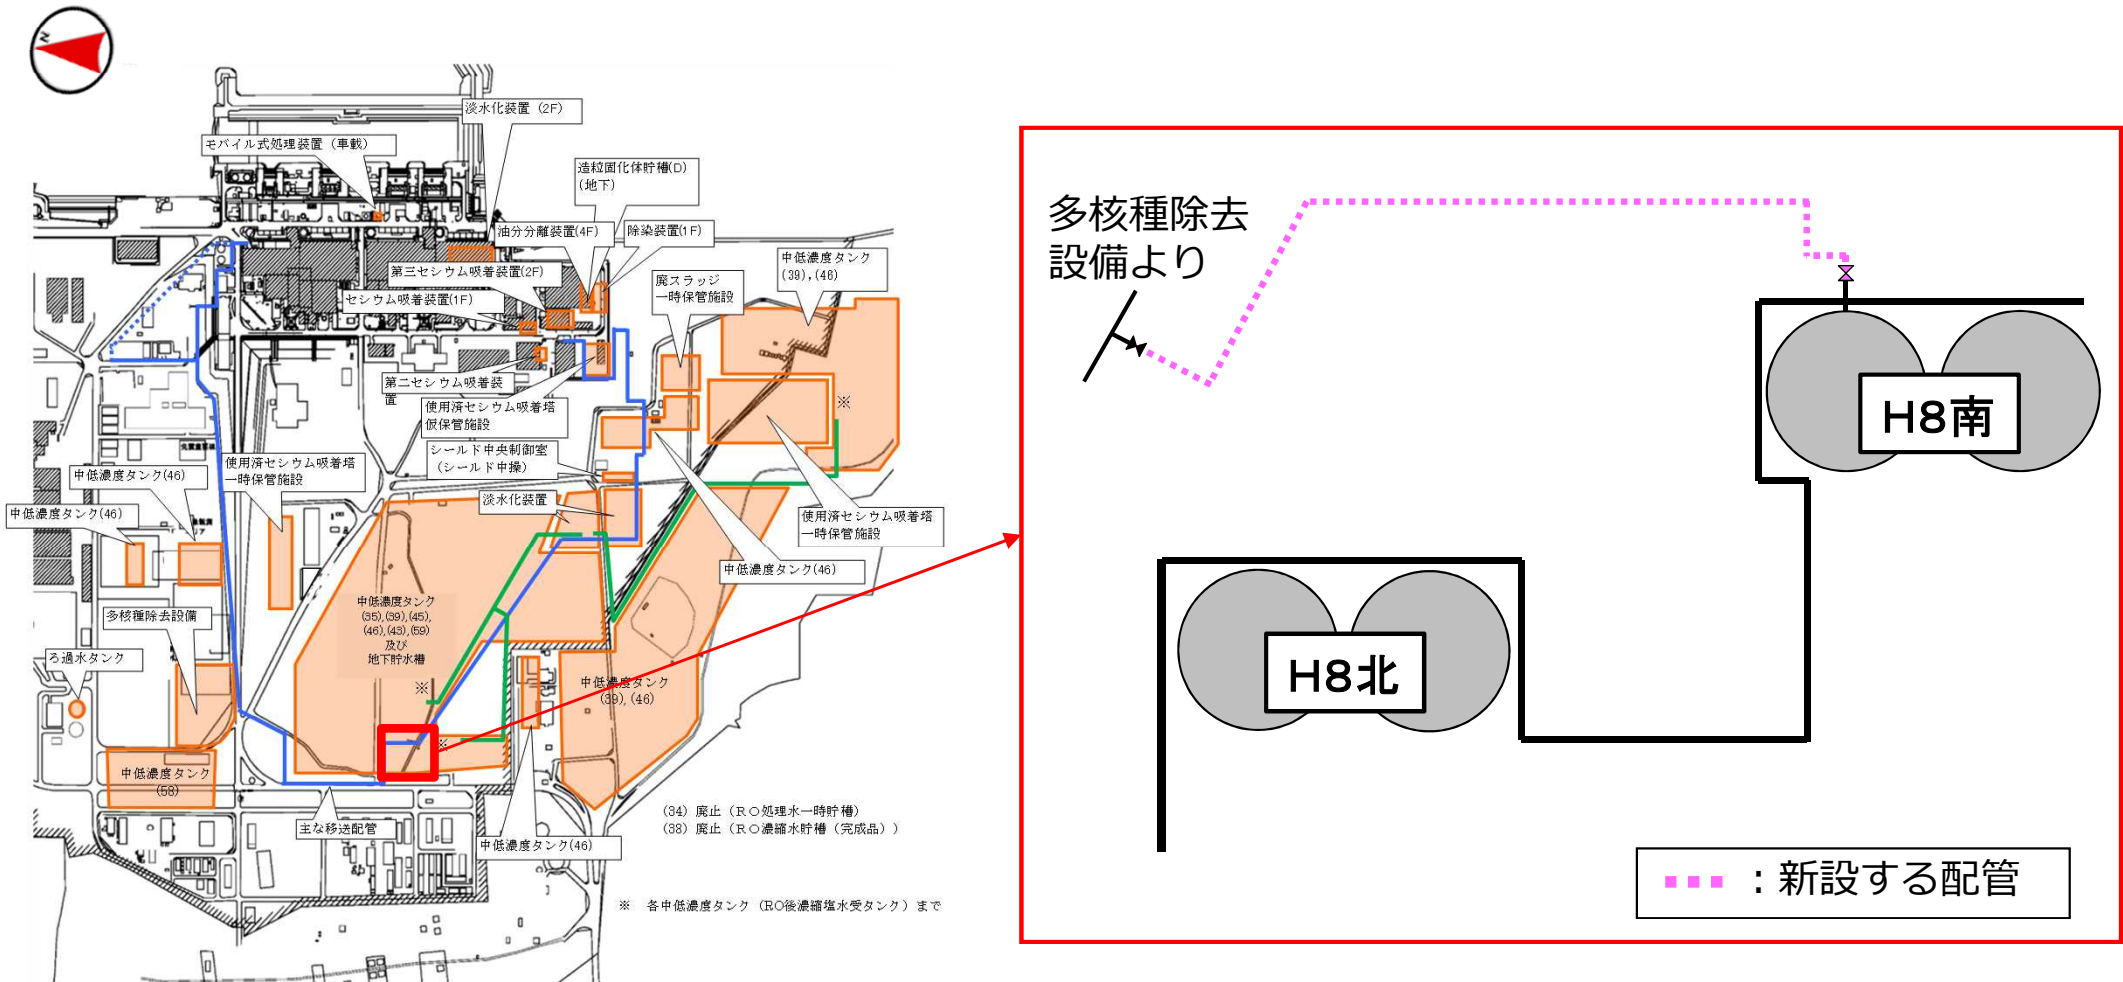 N
淡水化装置 (2F)
モバイル式処理装置（車載）
造粒固化体貯槽(D)
(地下)
油分分離装置(4F)
除染装置(1F)
第三セシウム吸着装置(2F)
セシウム吸着装置(1F)
廃スラッジ
一時保管施設
中低濃度タンク
(39),(46)
第二セシウム吸着装
置
使用済セシウム吸着塔
仮保管施設
※
シールド中央制御室
（シールド中操）
使用済セシウム吸着塔
一時保管施設
中低濃度タンク(46)
中低濃度タンク(46)
淡水化装置
使用済セシウム吸着塔
一時保管施設
中低濃度タンク(46)
多核種除去設備
中低濃度タンク
(35),(39),(45),
(46),(43),(59)
及び
地下貯水槽
ろ過水タンク
※
中低濃度タンク
(39),(46)
※
中低濃度タンク
(58)
主な移送配管
中低濃度タンク(46)
(34) 廃止（ＲＯ処理水一時貯槽）
(38) 廃止（ＲＯ濃縮水貯槽（完成品））
※　各中低濃度タンク（RO後濃縮塩水受タンク）まで
多核種除去
設備より
H8南
H8北
：新設する配管